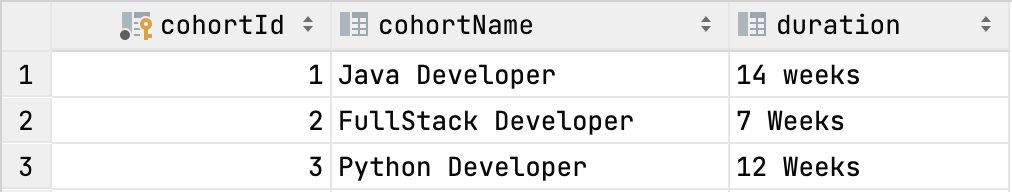 cohortId cohortName duration
1 1 Java Developer 14 weeks
2 2 FullStack Developer 7 Weeks
3 3 Python Developer 12 Weeks